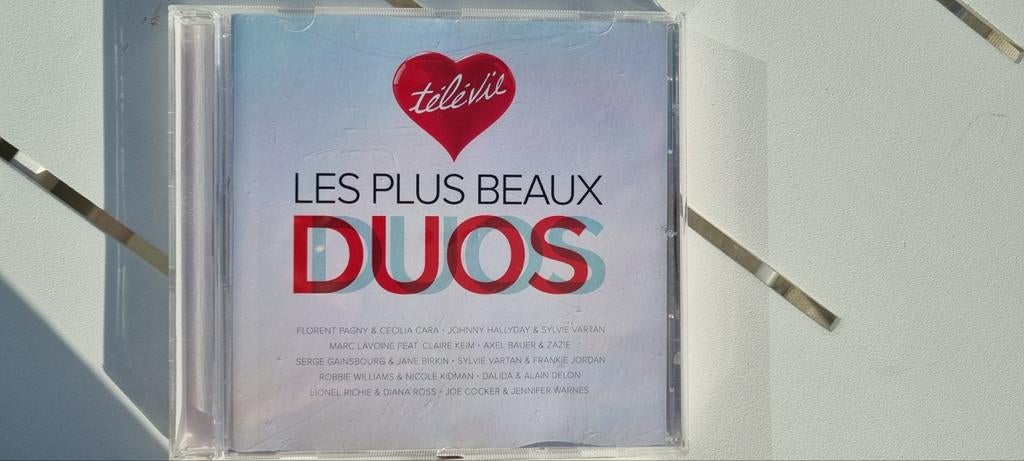 télévie
LES PLUS BEAUX
DUOS
FLORENT PAGNY & CECILIA CARA • JOHNNY HALLYDAY & SYLVIE VARTAN
MARC LAVOINE FEAT. CLAIRE KEIM • AXEL BAUER & ZAZIE
SERGE GAINSBOURG & JANE BIRKIN • SYLVIE VARTAN & FRANKIE JORDAN
ROBBIE WILLIAMS & NICOLE KIDMAN • DALIDA & ALAIN DELON
LIONEL RICHIE & DIANA ROSS • JOE COCKER & JENNIFER WARNES